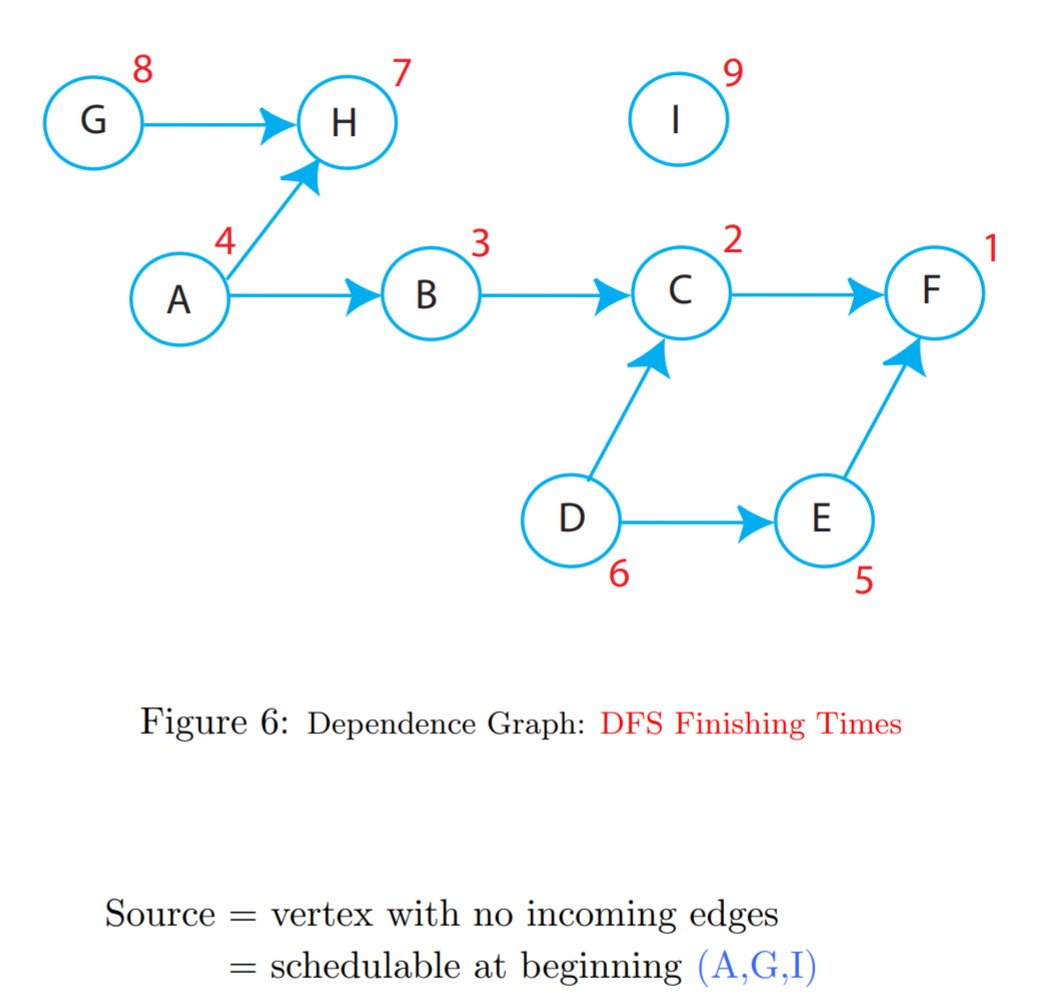 8 7 9
G H I
4 3 2 1
A B C F
D E
6 5
Figure 6: Dependence Graph: DFS Finishing Times
Source = vertex with no incoming edges
= schedulable at beginning (A,G,I)